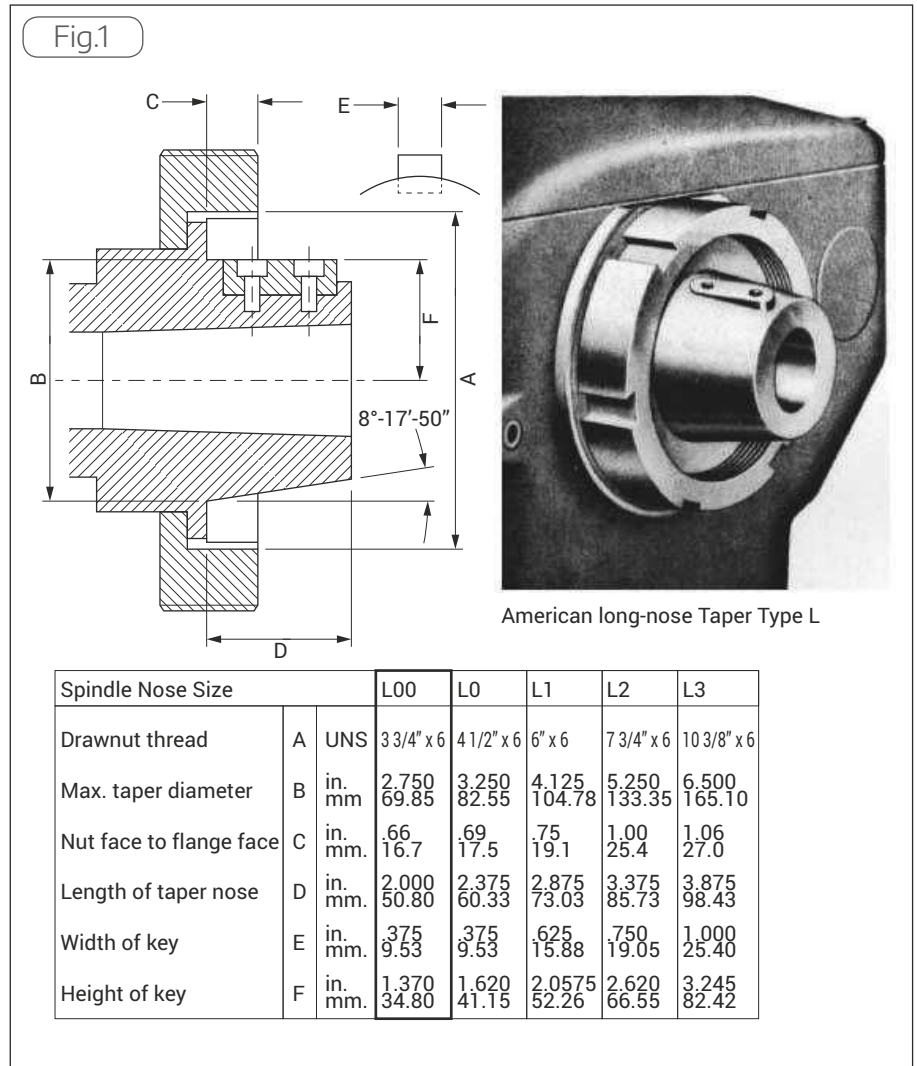 Fig.1
C
E
B
F
A
8°-17'-50"
D
American long-nose Taper Type L
Spindle Nose Size L00 L0 L1 L2 L3
Drawnut thread A UNS 3 3/4" x 6 4 1/2" x 6 6" x 6 7 3/4" x 6 10 3/8" x 6
Max. taper diameter B in. 2.750 3.250 4.125 5.250 6.500
mm 69.85 82.55 104.78 133.35 165.10
Nut face to flange face C in. .66 .69 .75 1.00 1.06
mm. 16.7 17.5 19.1 25.4 27.0
Length of taper nose D in. 2.000 2.375 2.875 3.375 3.875
mm. 50.80 60.33 73.03 85.73 98.43
Width of key E in. .375 .375 .625 .750 1.000
mm. 9.53 9.53 15.88 19.05 25.40
Height of key F in. 1.370 1.620 2.0575 2.620 3.245
mm. 34.80 41.15 52.26 66.55 82.42